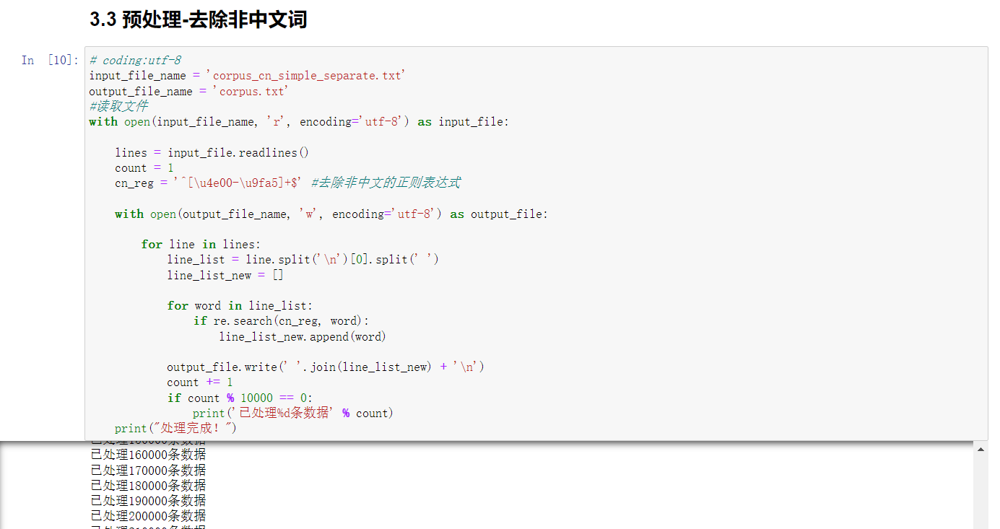 3.3 预处理-去除非中文词
In [10]:
# coding:utf-8
input_file_name = 'corpus_cn_simple_separate.txt'
output_file_name = 'corpus.txt'
#读取文件
with open(input_file_name, 'r', encoding='utf-8') as input_file:
lines = input_file.readlines()
count = 1
cn_reg = '^[\u4e00-\u9fa5]+$' #去除非中文的正则表达式
with open(output_file_name, 'w', encoding='utf-8') as output_file:
for line in lines:
line_list = line.split('\n')[0].split(' ')
line_list_new = []
for word in line_list:
if re.search(cn_reg, word):
line_list_new.append(word)
output_file.write(' '.join(line_list_new) + '\n')
count += 1
if count % 10000 == 0:
print('已处理%d条数据' % count)
print("处理完成！")
已处理160000条数据
已处理170000条数据
已处理180000条数据
已处理190000条数据
已处理200000条数据